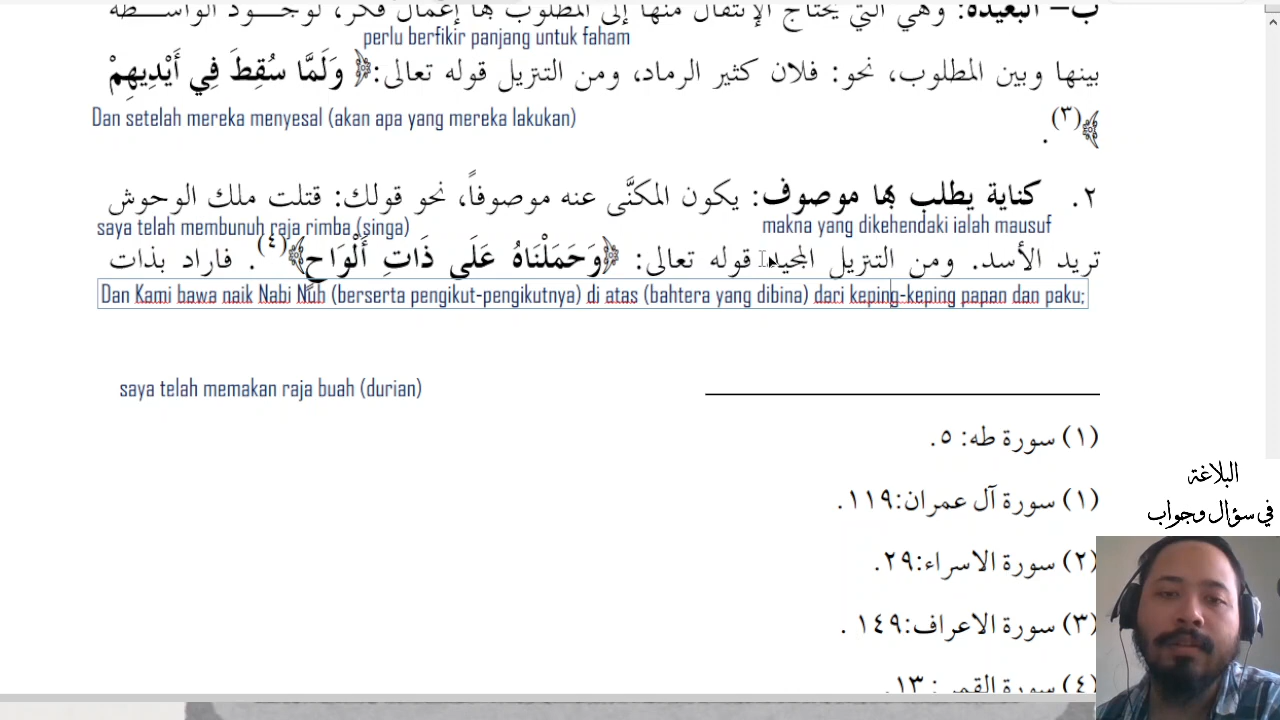 ب– البعيدة: وهي التي يحتاج الإنتقال منها إلى المطلوب بها إعمال فكر، لوجود الواسطة
perlu berfikir panjang untuk faham
بينها وبين المطلوب، نحو: فلان كثير الرماد، ومن التنزيل قوله تعالى: ﴿ وَلَمَّا سُقِطَ فِي أَيْدِيهِمْ
Dan setelah mereka menyesal (akan apa yang mereka lakukan)
﴾(٣).
٢. كناية يطلب بها موصوف: يكون المكنَّى عنه موصوفاً، نحو قولك: قتلت ملك الوحوش
saya telah membunuh raja rimba (singa)
makna yang dikehendaki ialah mausuf
تريد الأسد. ومن التنزيل المجيد قوله تعالى: ﴿وَحَمَلْنَاهُ عَلَى ذَاتِ أَلْوَاحٍ﴾(٤). فاراد بذات
Dan Kami bawa naik Nabi Nuh (berserta pengikut-pengikutnya) di atas (bahtera yang dibina) dari keping-keping papan dan paku;
saya telah memakan raja buah (durian)
(١) سورة طه: ٥.
(١) سورة آل عمران:١١٩.
(٢) سورة الاسراء:٢٩.
(٣) سورة الاعراف:١٤٩ .
(٤) سورة القمر: ١٣.
البلاغة
في سؤال وجواب